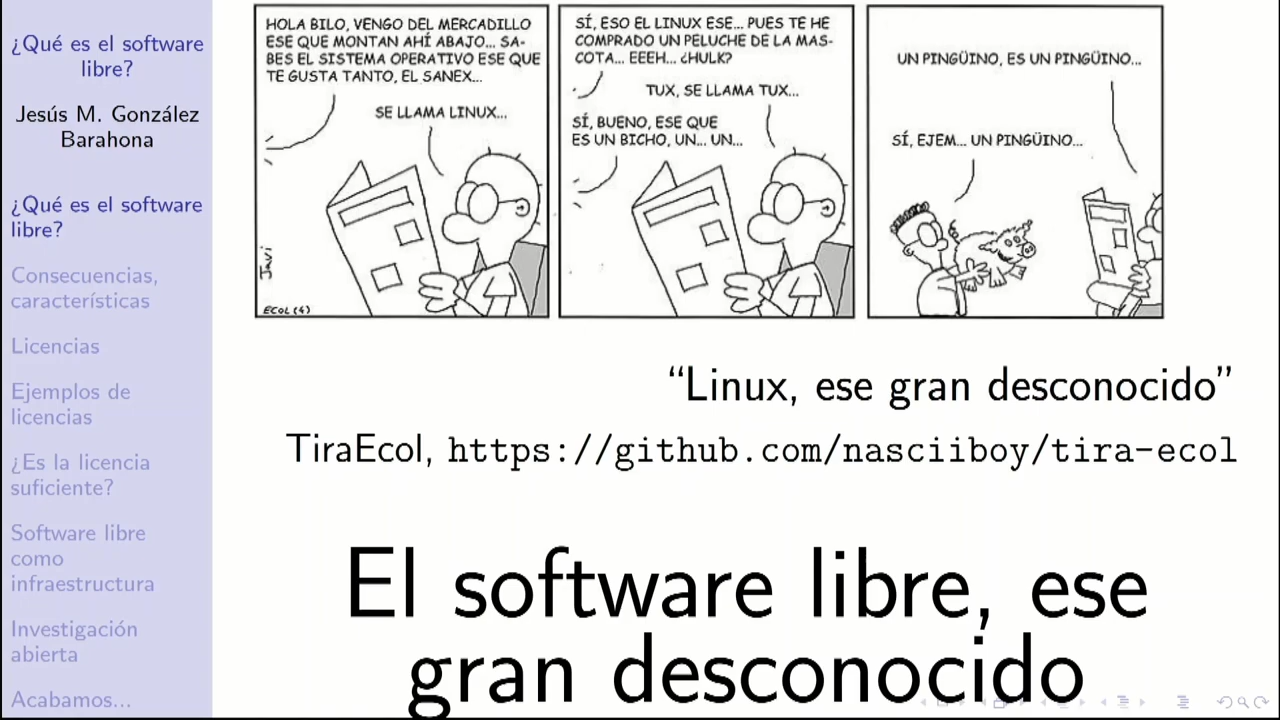 ¿Qué es el software
libre?
Jesús M. González
Barahona
¿Qué es el software
libre?
Consecuencias,
características
Licencias
Ejemplos de
licencias
¿Es la licencia
suficiente?
Software libre
como
infraestructura
Investigación
abierta
Acabamos...
HOLA BILO, VENGO DEL MERCADILLO
ESE QUE MONTAN AHÍ ABAJO... SA-
BES EL SISTEMA OPERATIVO ESE QUE
TE GUSTA TANTO, EL SANEX...
SE LLAMA LINUX...
Javi
ECOL (4)
SÍ, ESO EL LINUX ESE... PUES TE HE
COMPRADO UN PELUCHE DE LA MAS-
COTA... EEEH... ¿HULK?
TUX, SE LLAMA TUX...
SÍ, BUENO, ESE QUE
ES UN BICHO, UN... UN...
UN PINGÜINO, ES UN PINGÜINO...
SÍ, EJEM... UN PINGÜINO...
“Linux, ese gran desconocido”
TiraEcol, https://github.com/nasciiboy/tira-ecol
El software libre, ese
gran desconocido